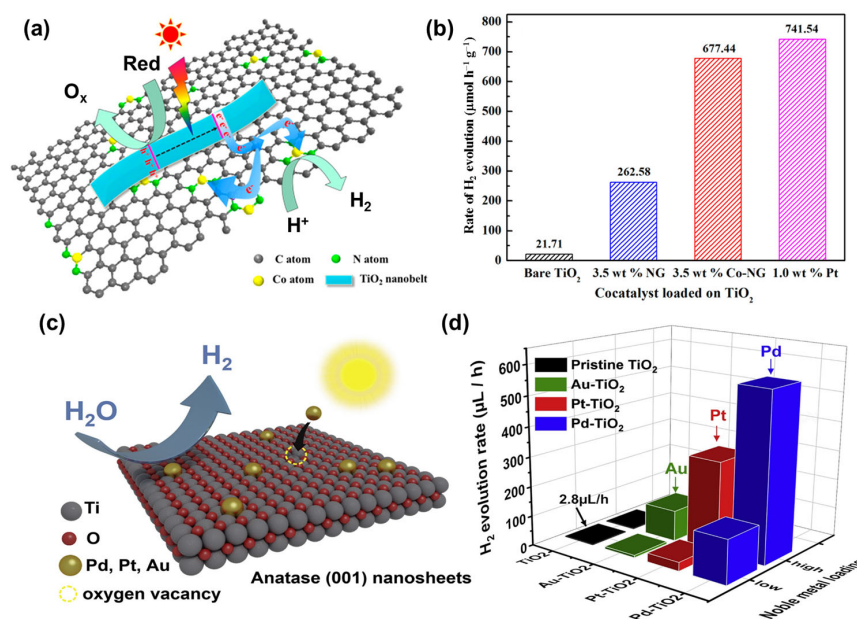 (a)
Red
Oₓ
e⁻
H₂
H⁺
C atom
N atom
Co atom
TiO₂ nanobelt
(b)
Rate of H₂ evolution (μmol h⁻¹ g⁻¹)
800
700
600
500
400
300
200
100
0
21.71
262.58
677.44
741.54
Bare TiO₂ 3.5 wt % NG 3.5 wt % Co-NG 1.0 wt % Pt
Cocatalyst loaded on TiO₂
(c)
H₂
H₂O
Ti
O
Pd, Pt, Au
oxygen vacancy
Anatase (001) nanosheets
(d)
H₂ evolution rate (μL / h)
600
500
400
300
200
100
0
Pristine TiO₂
Au-TiO₂
Pt-TiO₂
Pd-TiO₂
Pd
Pt
Au
2.8μL/h
TiO2
Au-TiO2
Pt-TiO2
Pd-TiO2
low
high
Noble metal loading